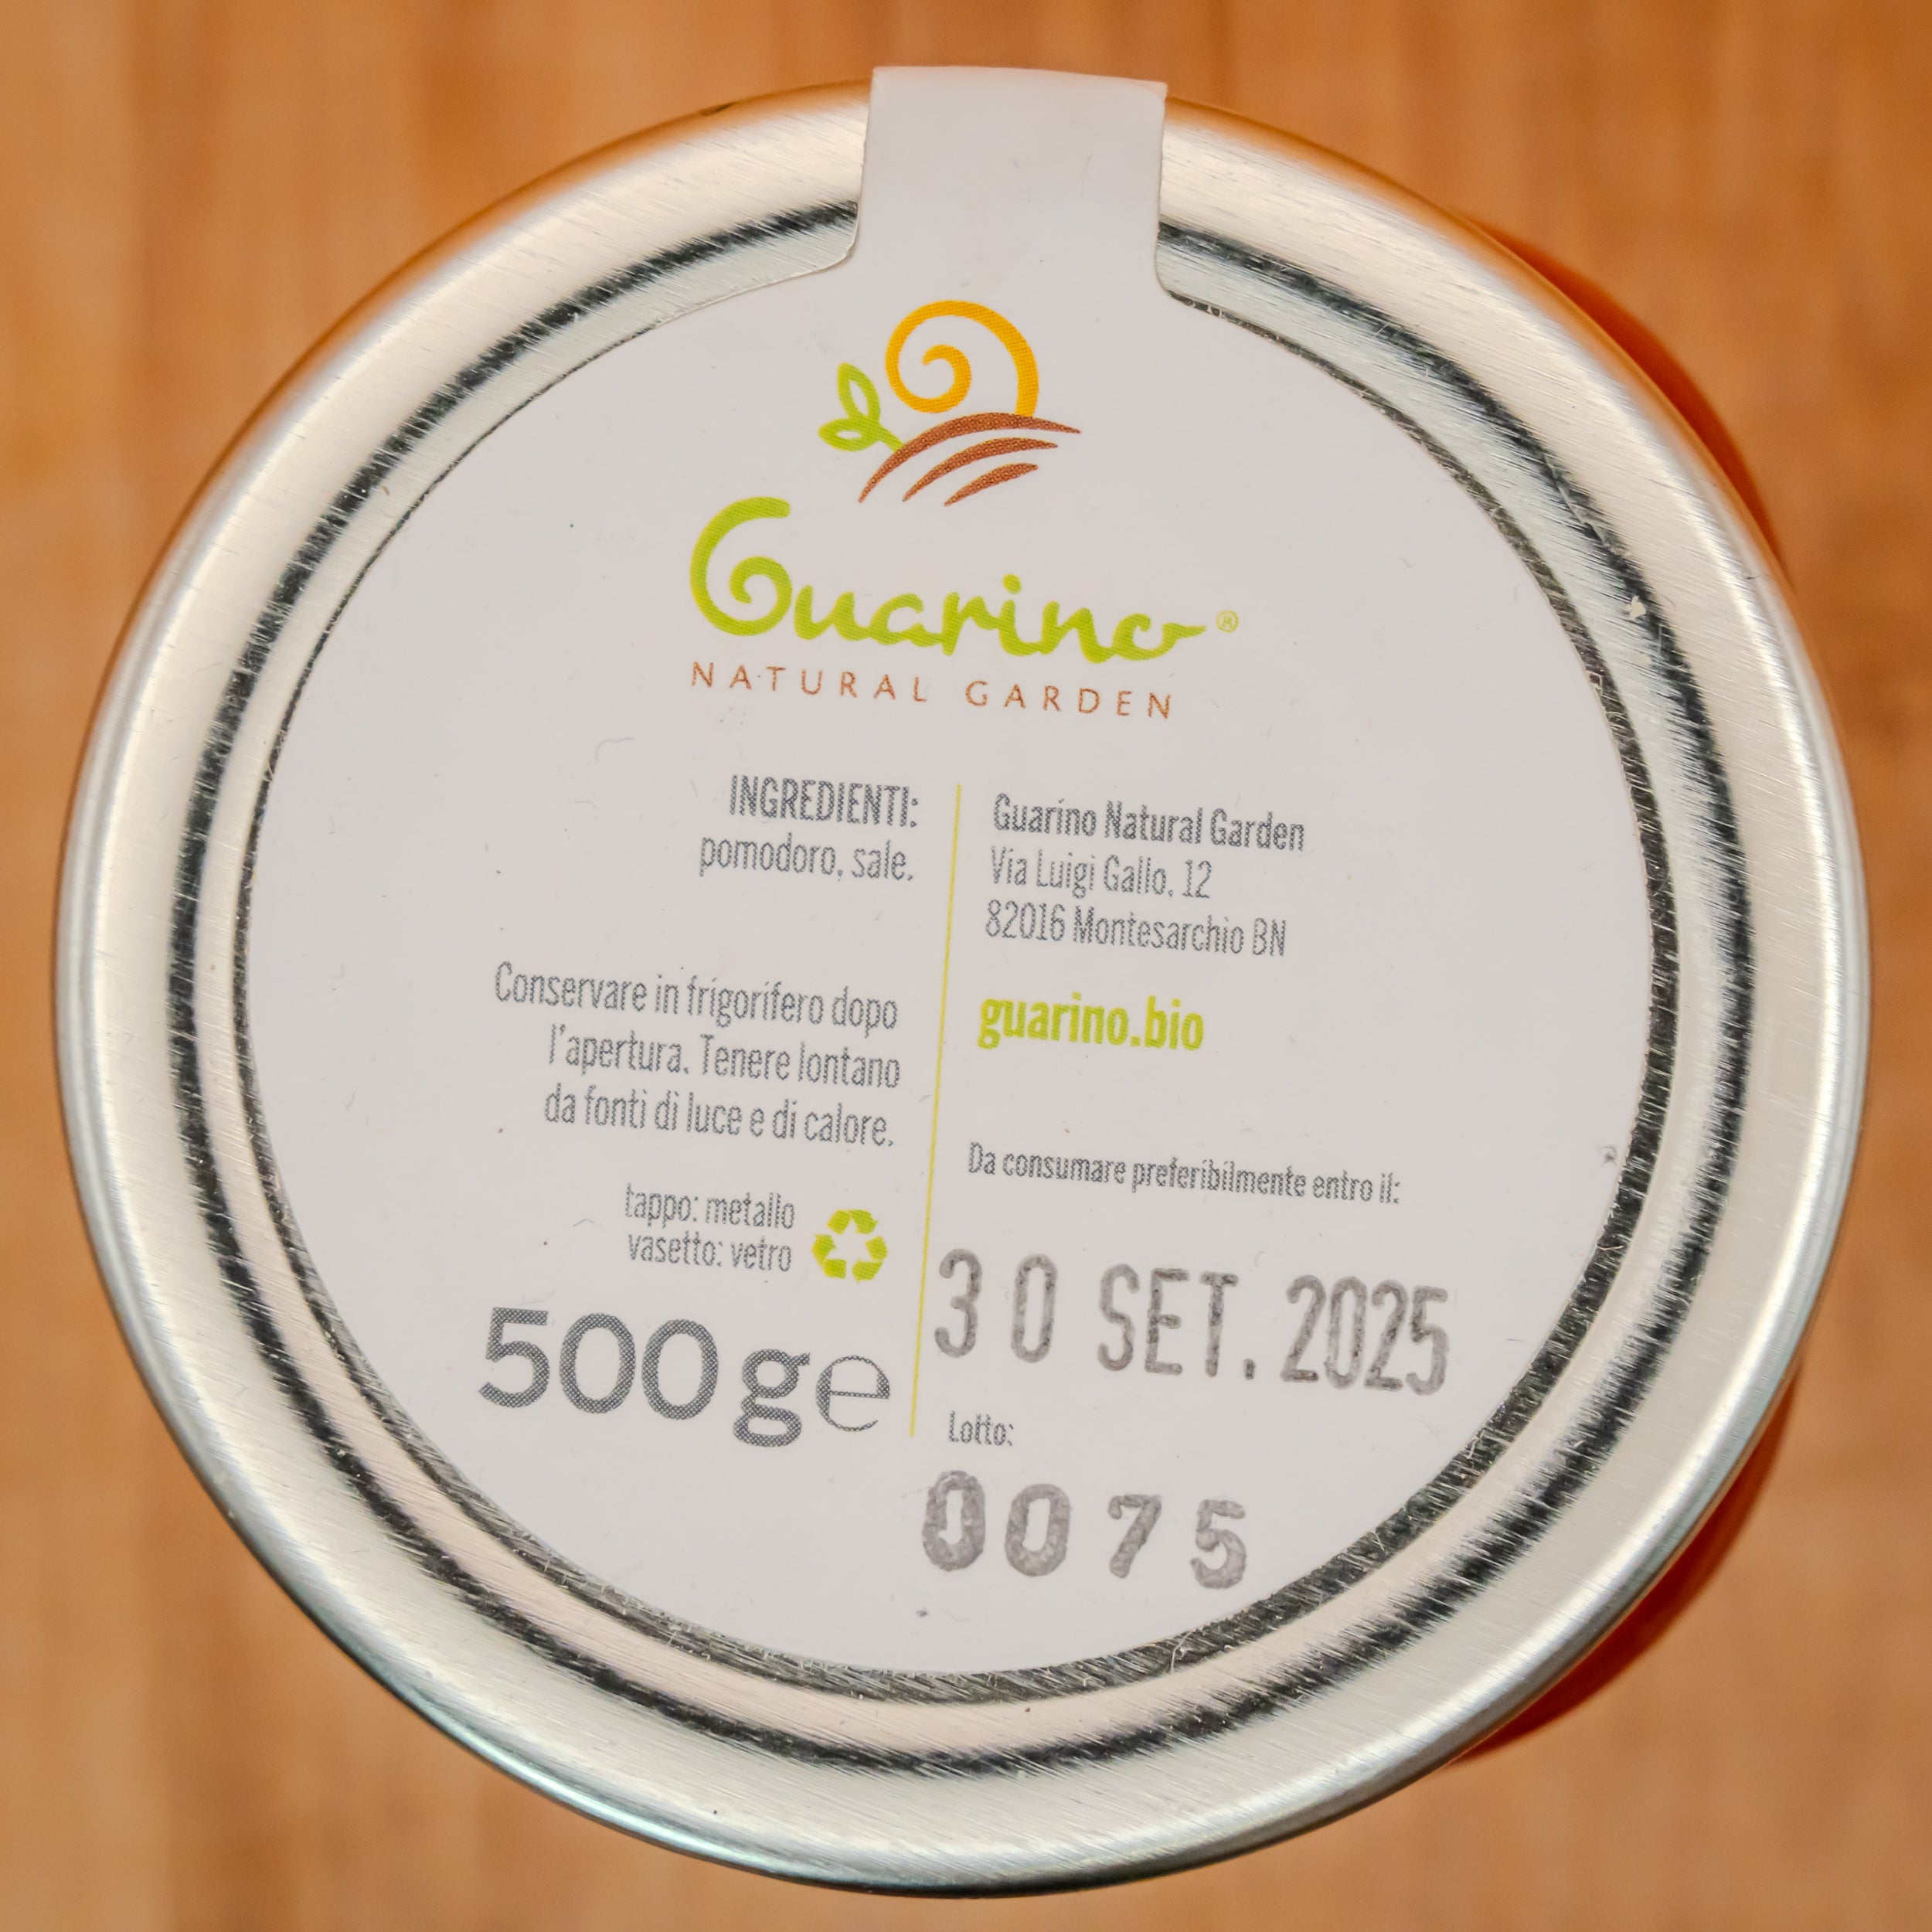 Guarino®
NATURAL GARDEN
INGREDIENTI:
pomodoro, sale.
Conservare in frigorifero dopo
l'apertura. Tenere lontano
da fonti di luce e di calore.
tappo: metallo
vasetto: vetro
500 g e
Guarino Natural Garden
Via Luigi Gallo, 12
82016 Montesarchio BN
guarino.bio
Da consumare preferibilmente entro il:
30 SET. 2025
Lotto:
0075